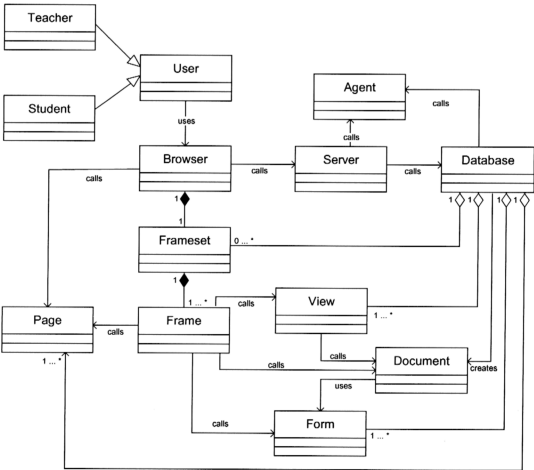 Teacher
User
Student
Agent
uses
calls
calls
Browser
Server
Database
calls
calls
calls
1
1
1
1
1
1
Frameset
0 ... *
1
1 ... *
View
calls
1 ... *
Page
Frame
calls
1 ... *
calls
Document
calls
creates
uses
calls
Form
1 ... *